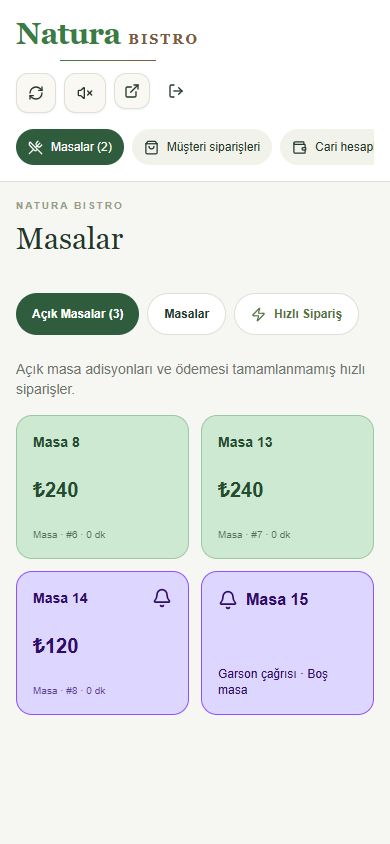 Natura BISTRO
Masalar (2)
Müşteri siparişleri
Cari hesap
NATURA BISTRO
Masalar
Açık Masalar (3)
Masalar
Hızlı Sipariş
Açık masa adisyonları ve ödemesi tamamlanmamış hızlı
siparişler.
Masa 8
₺240
Masa · #6 · 0 dk
Masa 13
₺240
Masa · #7 · 0 dk
Masa 14
₺120
Masa · #8 · 0 dk
Masa 15
Garson çağrısı · Boş
masa